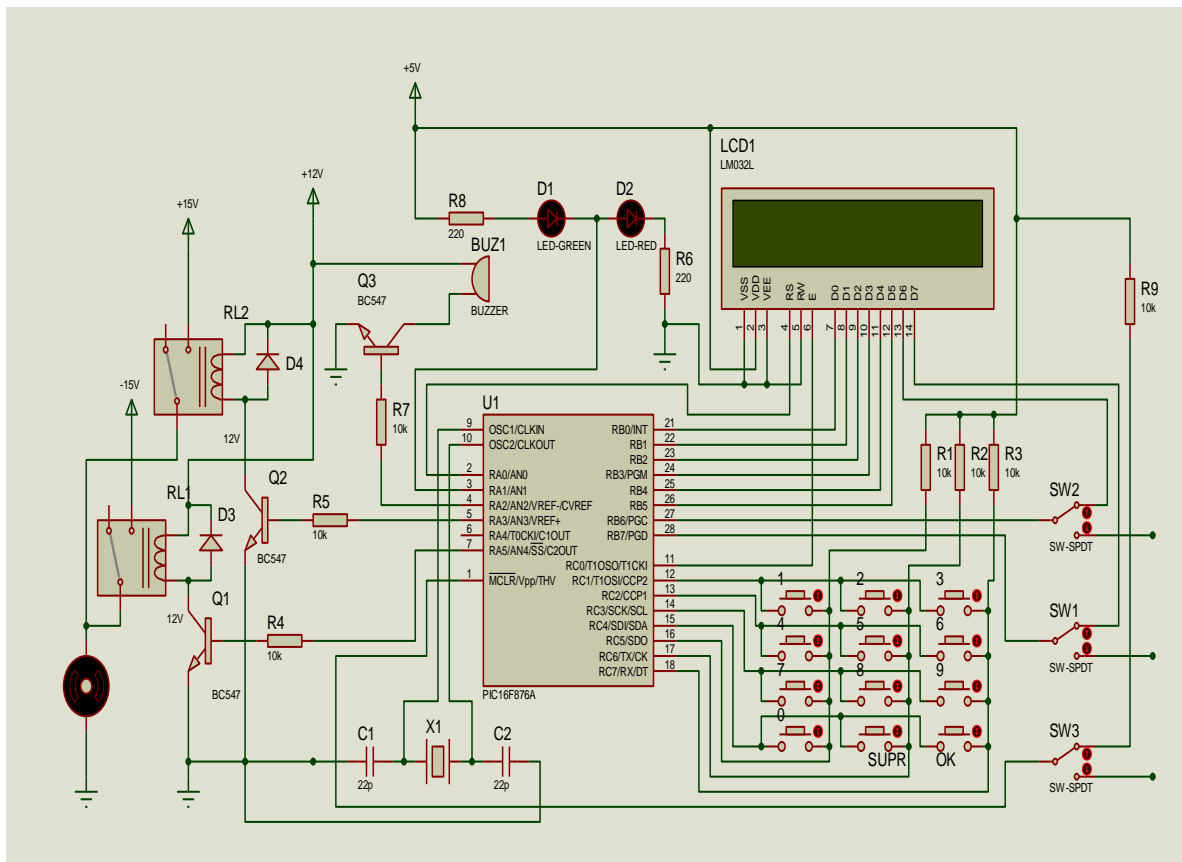 +5V
LCD1
LM032L
+12V
+15V
R8
220
D1
LED-GREEN
D2
LED-RED
R6
220
BUZ1
BUZZER
Q3
BC547
R9
10k
VSS
VDD
VEE
RS
RW
E
D0
D1
D2
D3
D4
D5
D6
D7
1
2
3
4
5
6
7
8
9
10
11
12
13
14
RL2
D4
12V
-15V
R7
10k
U1
9
OSC1/CLKIN
10
OSC2/CLKOUT
2
RA0/AN0
3
RA1/AN1
4
RA2/AN2/VREF-/CVREF
5
RA3/AN3/VREF+
6
RA4/T0CKI/C1OUT
7
RA5/AN4/SS/C2OUT
1
MCLR/Vpp/THV
RB0/INT
21
RB1
22
RB2
23
RB3/PGM
24
RB4
25
RB5
26
RB6/PGC
27
RB7/PGD
28
RC0/T1OSO/T1CKI
11
RC1/T1OSI/CCP2
12
RC2/CCP1
13
RC3/SCK/SCL
14
RC4/SDI/SDA
15
RC5/SDO
16
RC6/TX/CK
17
RC7/RX/DT
18
PIC16F876A
R1
10k
R2
10k
R3
10k
RL1
D3
12V
Q2
BC547
R5
10k
Q1
BC547
R4
10k
SW2
SW-SPDT
SW1
SW-SPDT
SW3
SW-SPDT
1
2
3
4
5
6
7
8
9
0
SUPR
OK
C1
22p
X1
C2
22p